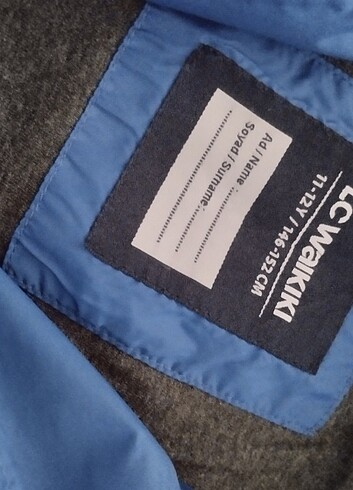 Ad / Name ..............
Soyad / Surname..............
..............................
LC WAIKIKI
11-12Y / 146-152 CM